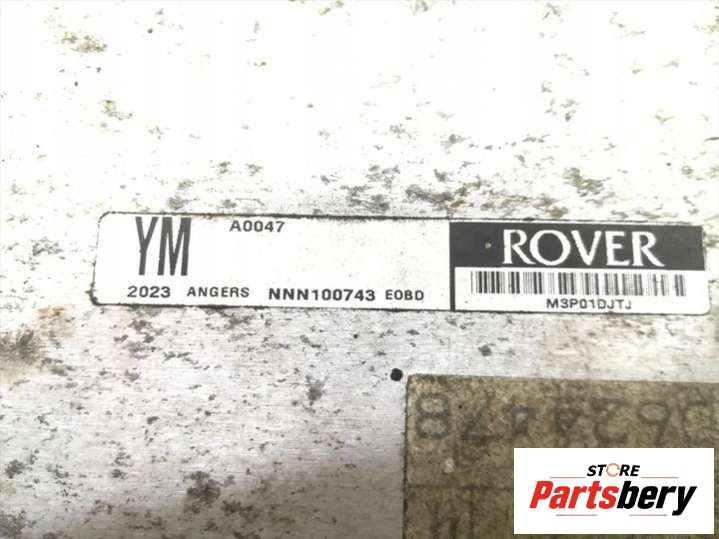 YM
A0047
2023 ANGERS NNN100743 EOBD
ROVER
M3P01DJTJ
STORE
Partsbery